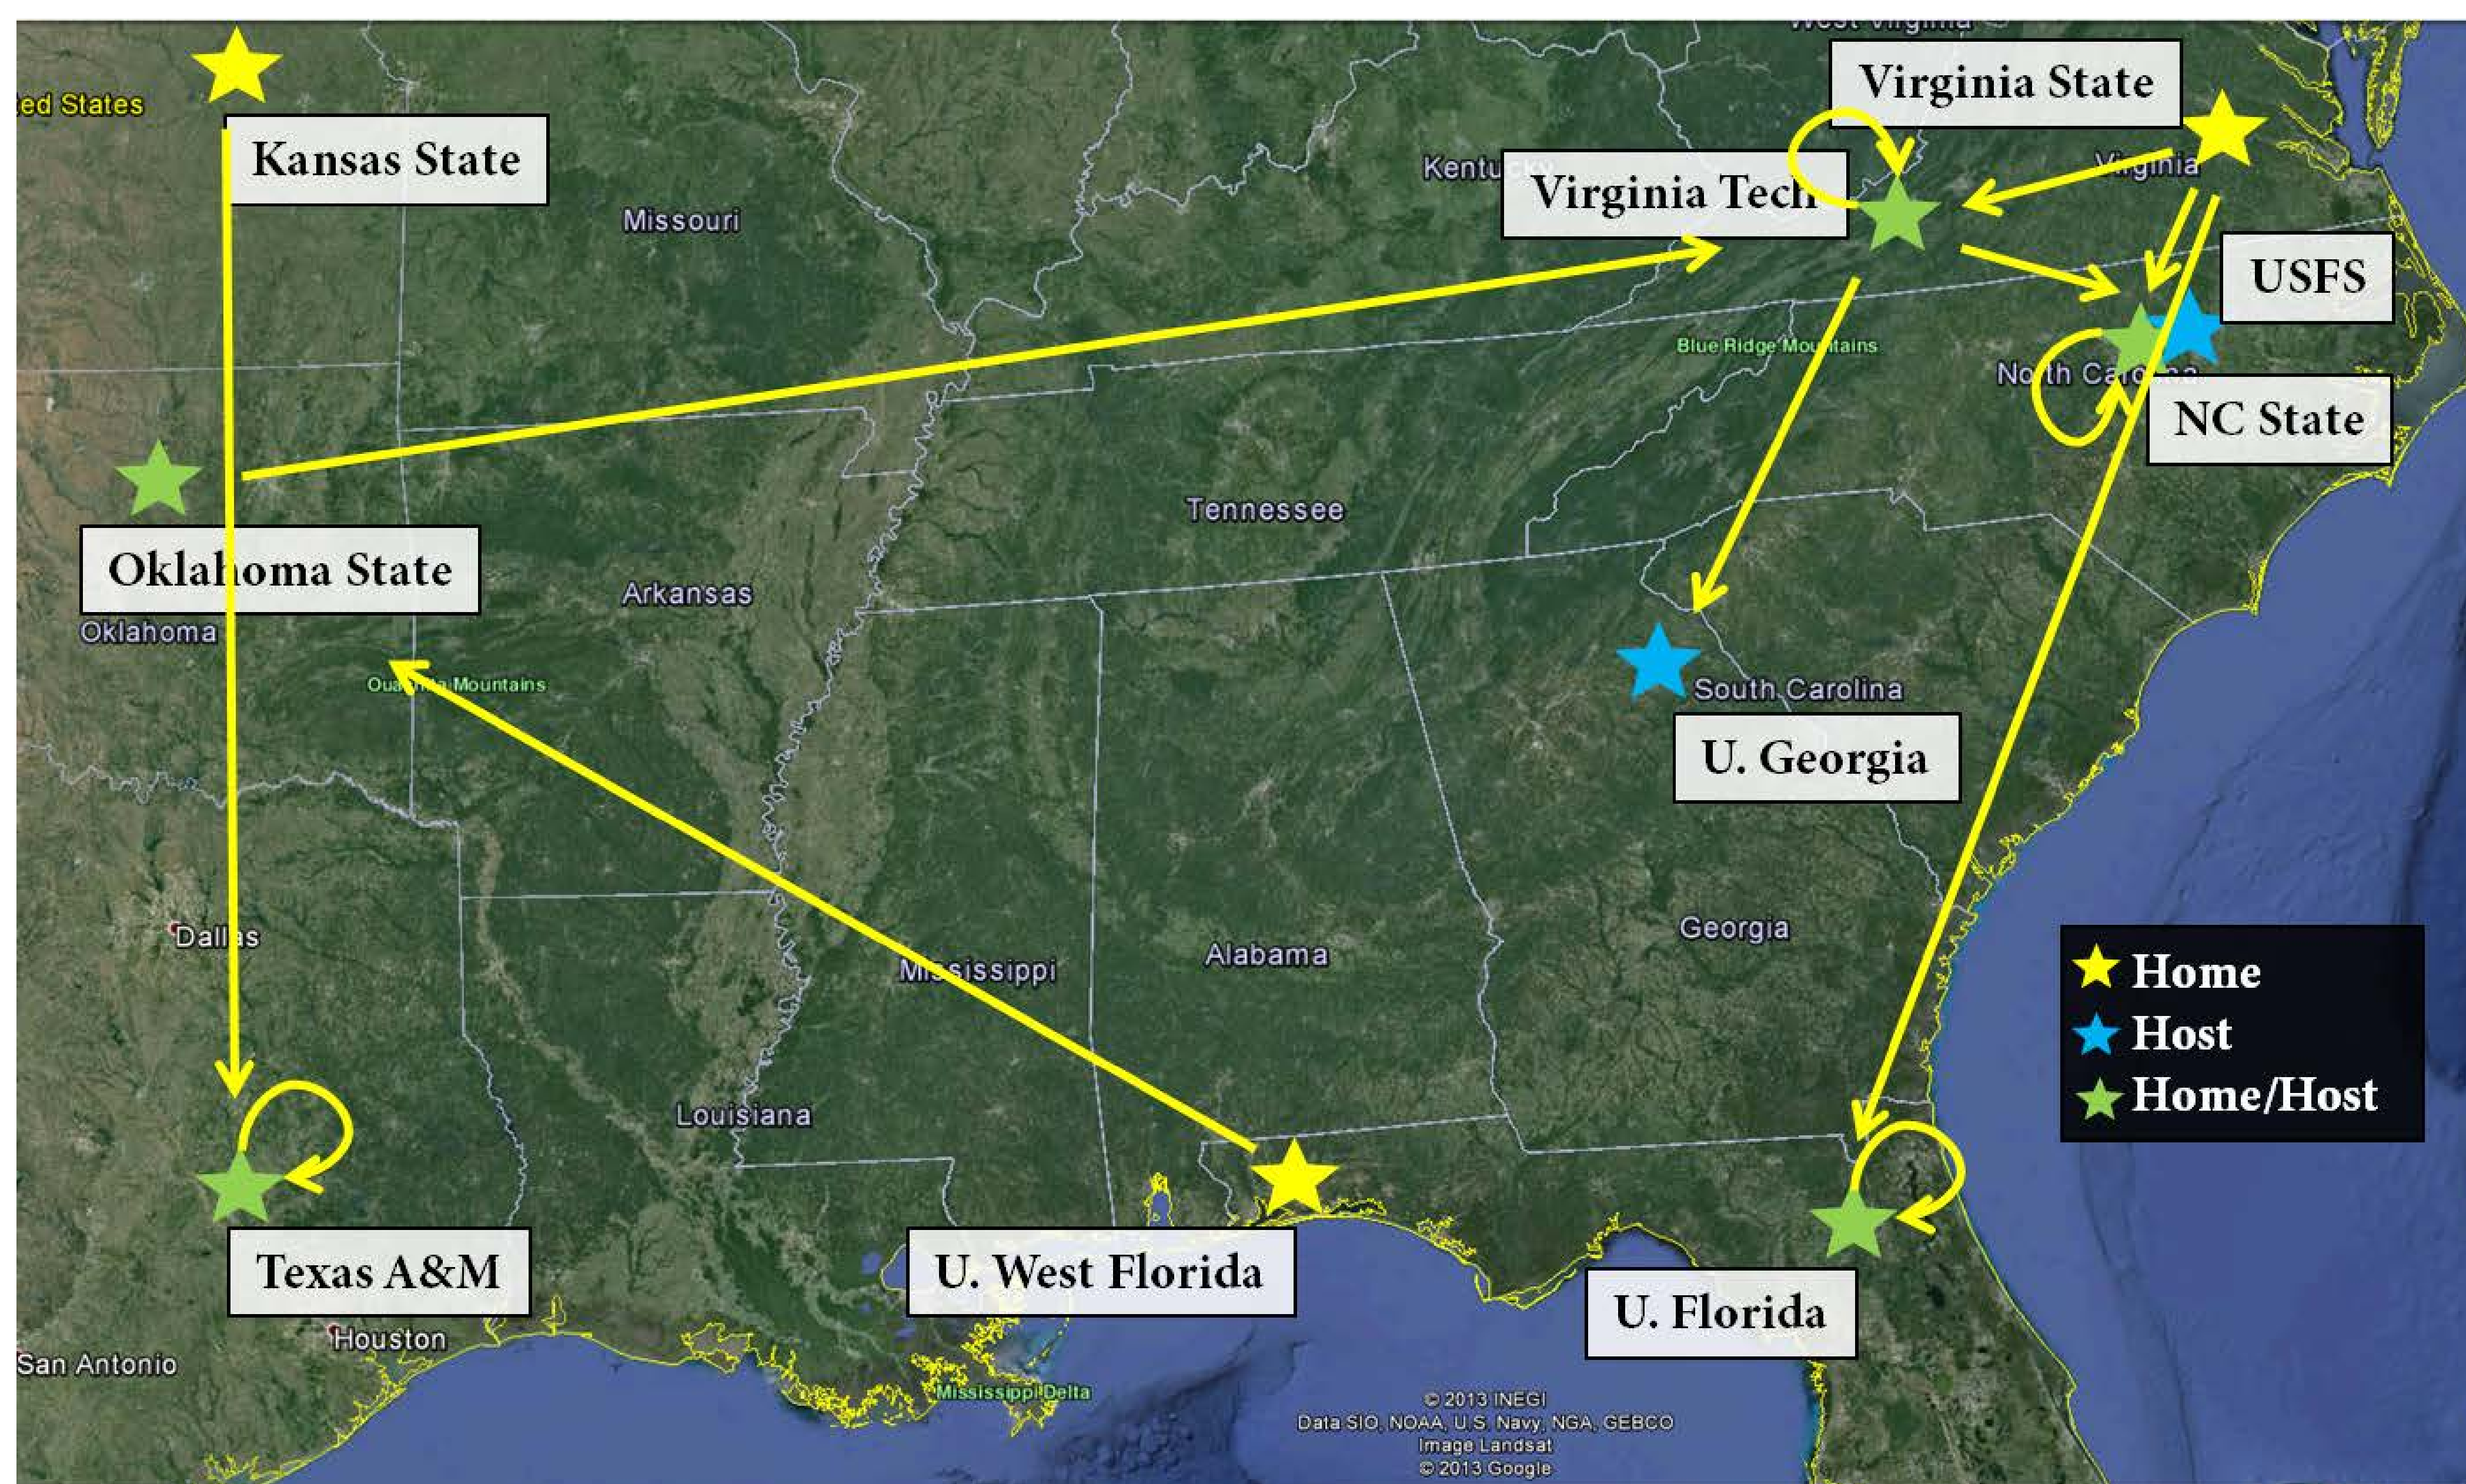 West Virginia
Virginia State
ed States
Kansas State
Kentucky
Virginia
Virginia Tech
Missouri
USFS
Blue Ridge Mountains
North Carolina
NC State
Tennessee
Oklahoma State
Arkansas
Oklahoma
Ouachita Mountains
South Carolina
U. Georgia
Georgia
Dallas
Alabama
Mississippi
Home
Host
Home/Host
Louisiana
Texas A&M
U. West Florida
U. Florida
Houston
San Antonio
Mississippi Delta
© 2013 INEGI
Data SIO, NOAA, U.S. Navy, NGA, GEBCO
Image Landsat
© 2013 Google